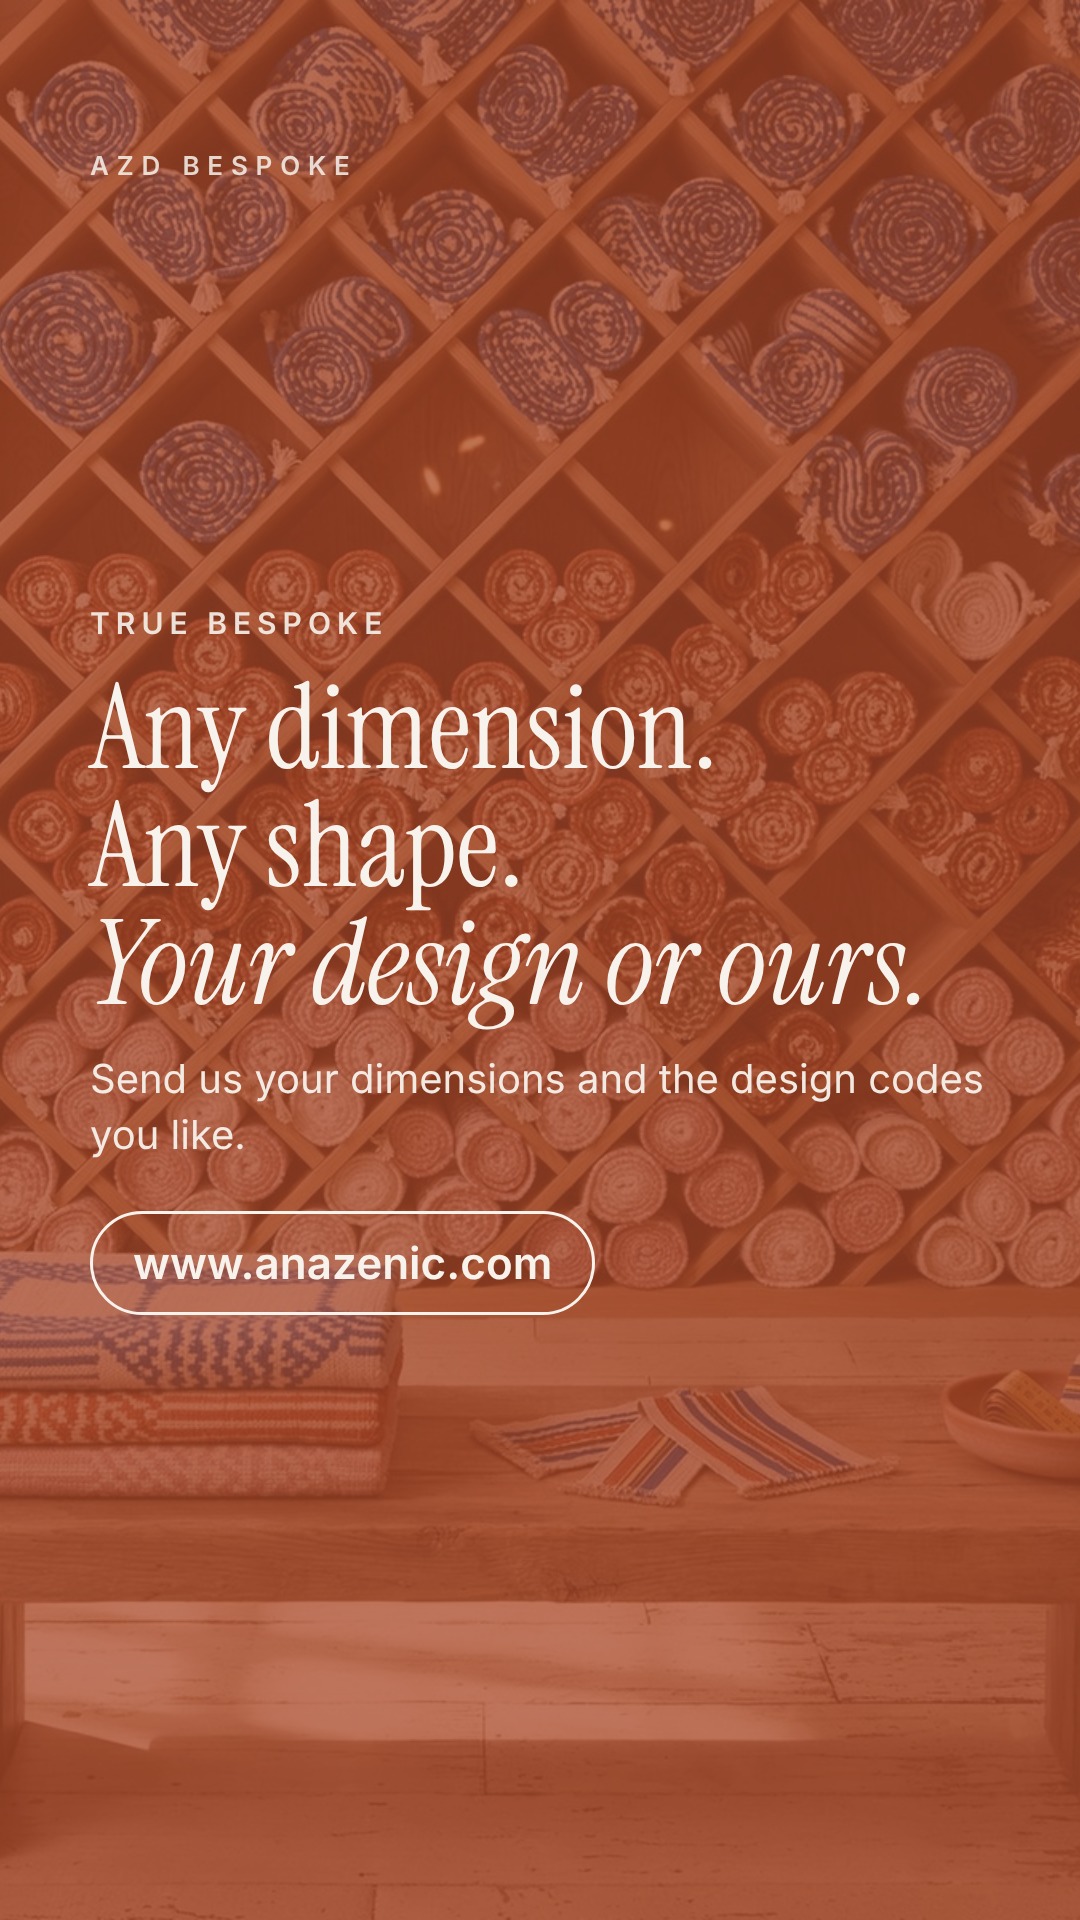 AZD BESPOKE
TRUE BESPOKE
Any dimension.
Any shape.
Your design or ours.
Send us your dimensions and the design codes
you like.
www.anazenic.com